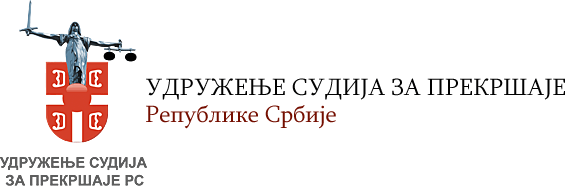 УДРУЖЕЊЕ СУДИЈА ЗА ПРЕКРШАЈЕ
Републике Србије
УДРУЖЕЊЕ СУДИЈА
ЗА ПРЕКРШАЈЕ РС